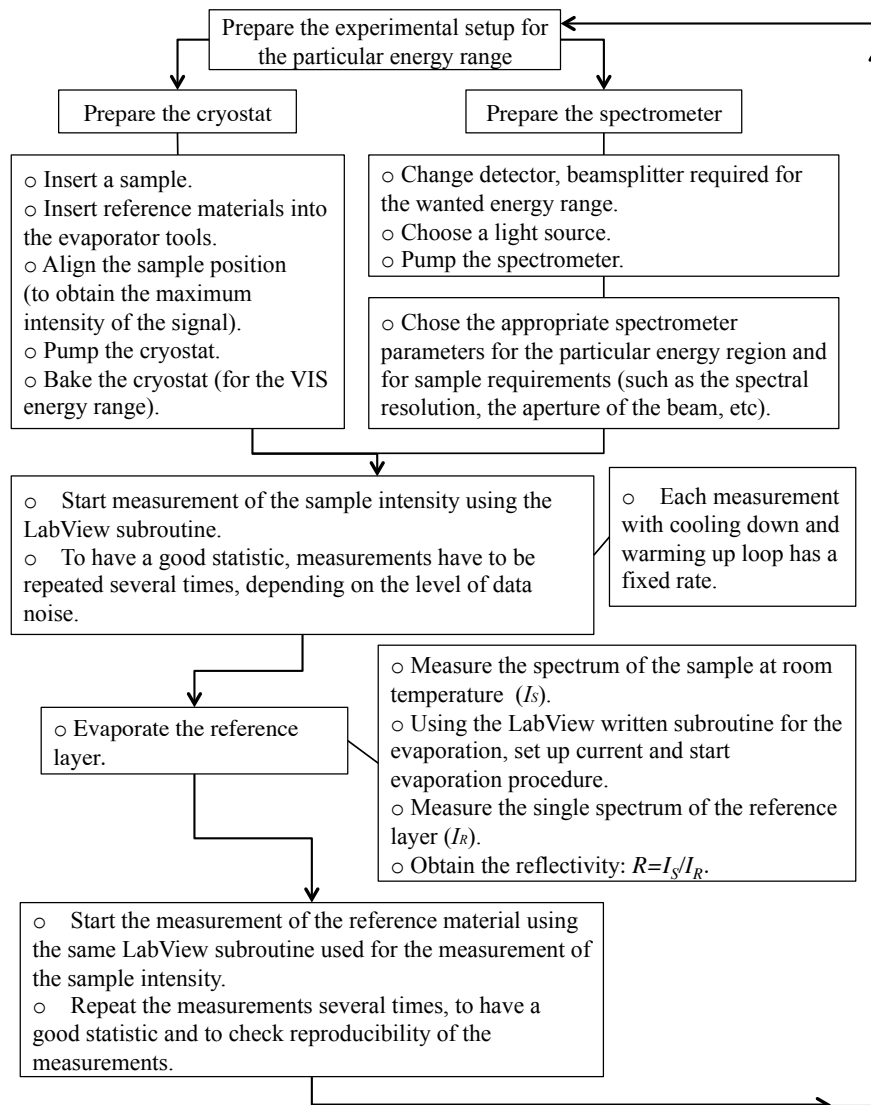 Prepare the experimental setup for
the particular energy range
Prepare the cryostat
Prepare the spectrometer
o Insert a sample.
o Insert reference materials into
the evaporator tools.
o Align the sample position
(to obtain the maximum
intensity of the signal).
o Pump the cryostat.
o Bake the cryostat (for the VIS
energy range).
o Change detector, beamsplitter required for
the wanted energy range.
o Choose a light source.
o Pump the spectrometer.
o Chose the appropriate spectrometer
parameters for the particular energy region and
for sample requirements (such as the spectral
resolution, the aperture of the beam, etc).
o Start measurement of the sample intensity using the
LabView subroutine.
o To have a good statistic, measurements have to be
repeated several times, depending on the level of data
noise.
o Each measurement
with cooling down and
warming up loop has a
fixed rate.
o Evaporate the reference
layer.
o Measure the spectrum of the sample at room
temperature (IS).
o Using the LabView written subroutine for the
evaporation, set up current and start
evaporation procedure.
o Measure the single spectrum of the reference
layer (IR).
o Obtain the reflectivity: R=IS/IR.
o Start the measurement of the reference material using
the same LabView subroutine used for the measurement of
the sample intensity.
o Repeat the measurements several times, to have a
good statistic and to check reproducibility of the
measurements.